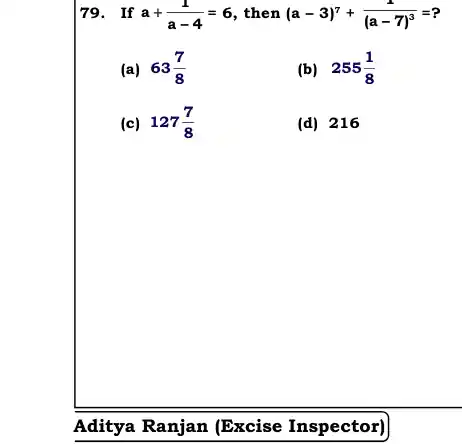 79. If a + 1/(a – 4) = 6, then (a – 3)⁷ + 1/(a – 7)³ =?
(a) 63 7/8 (b) 255 1/8
(c) 127 7/8 (d) 216
Aditya Ranjan (Excise Inspector)